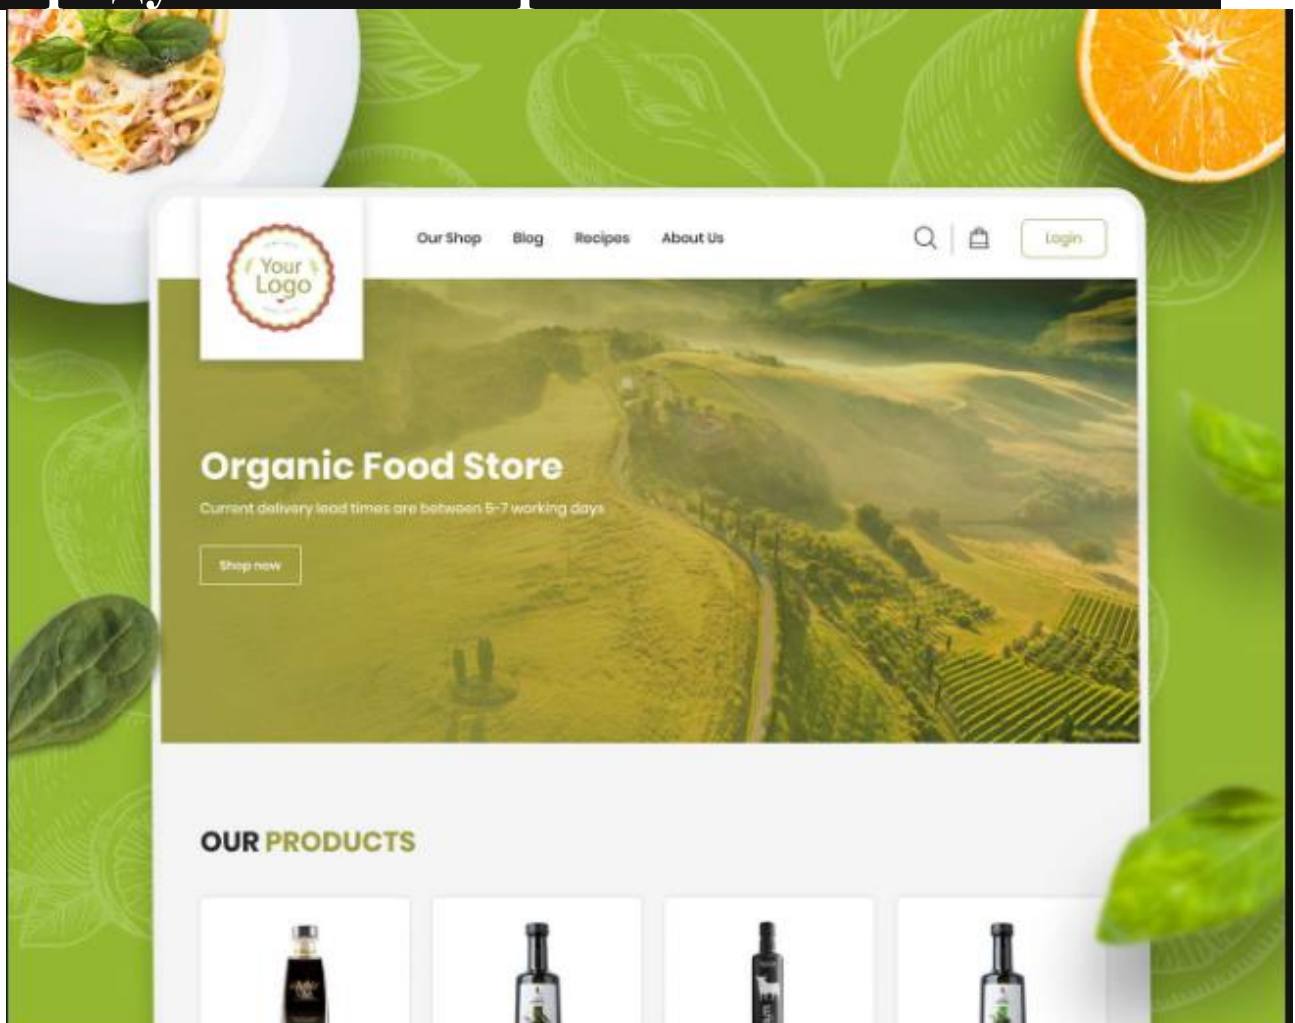 Our Shop Blog Recipes About Us Login
Your
Logo
Organic Food Store
Current delivery lead times are between 5-7 working days
Shop now
OUR PRODUCTS